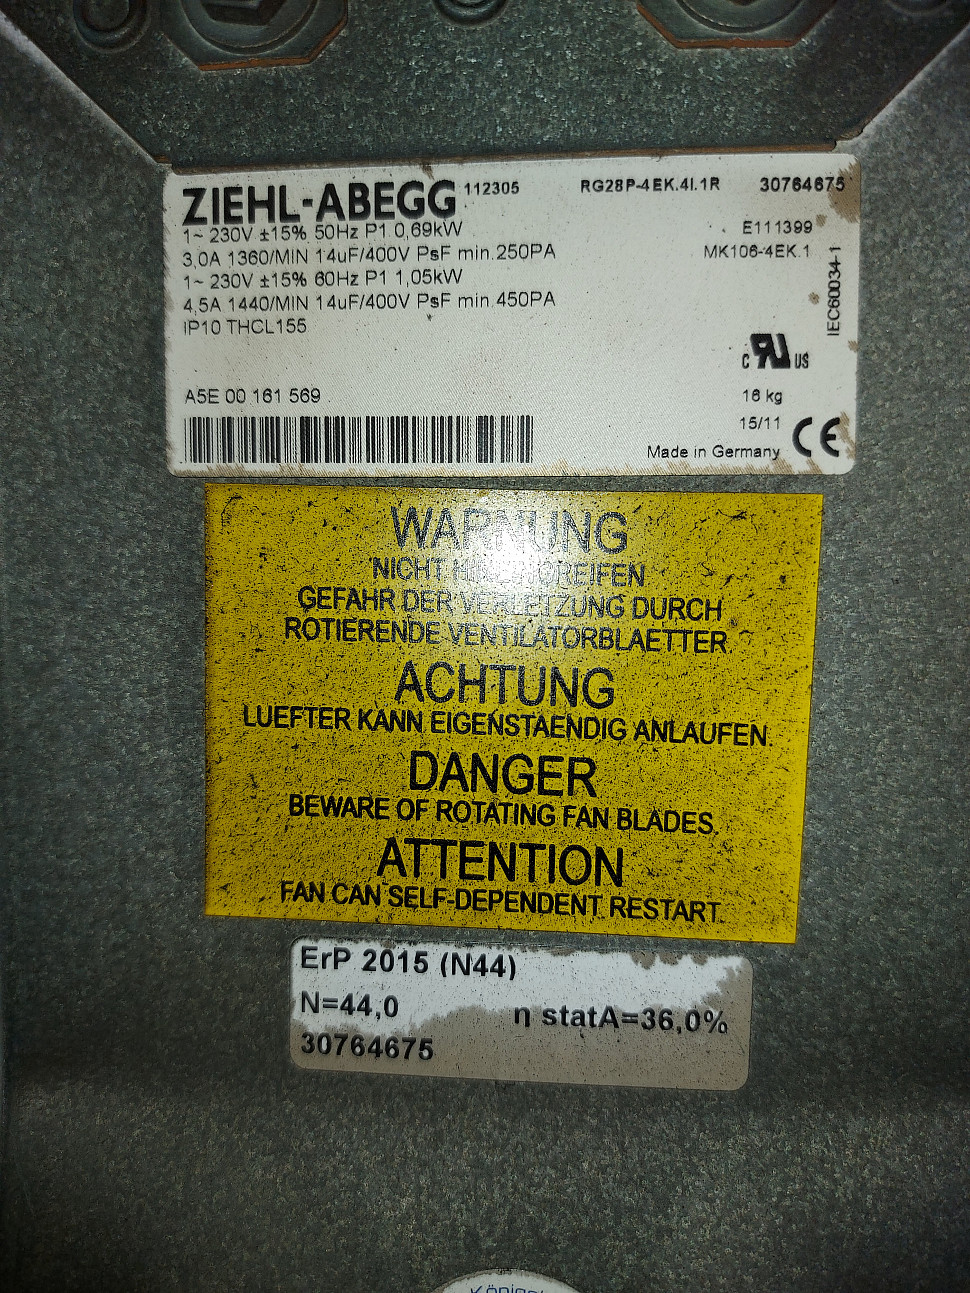 ZIEHL-ABEGG 112305 RG28P-4EK.4I.1R 30764675
1~ 230V ±15% 50Hz P1 0,69kW E111399
3,0A 1360/MIN 14uF/400V PsF min.250PA MK106-4EK.1
1~ 230V ±15% 60Hz P1 1,05kW
4,5A 1440/MIN 14uF/400V PsF min.450PA
IP10 THCL155
IEC60034-1
C RU US
A5E 00 161 569 16 kg
15/11 CE
Made in Germany
WARNUNG
NICHT
GEFAHR DER VERLETZUNG DURCH
ROTIERENDE VENTILATORBLAETTER
ACHTUNG
LUEFTER KANN EIGENSTAENDIG ANLAUFEN.
DANGER
BEWARE OF ROTATING FAN BLADES.
ATTENTION
FAN CAN SELF-DEPENDENT RESTART.
ErP 2015 (N44)
N=44,0 η statA=36,0%
30764675